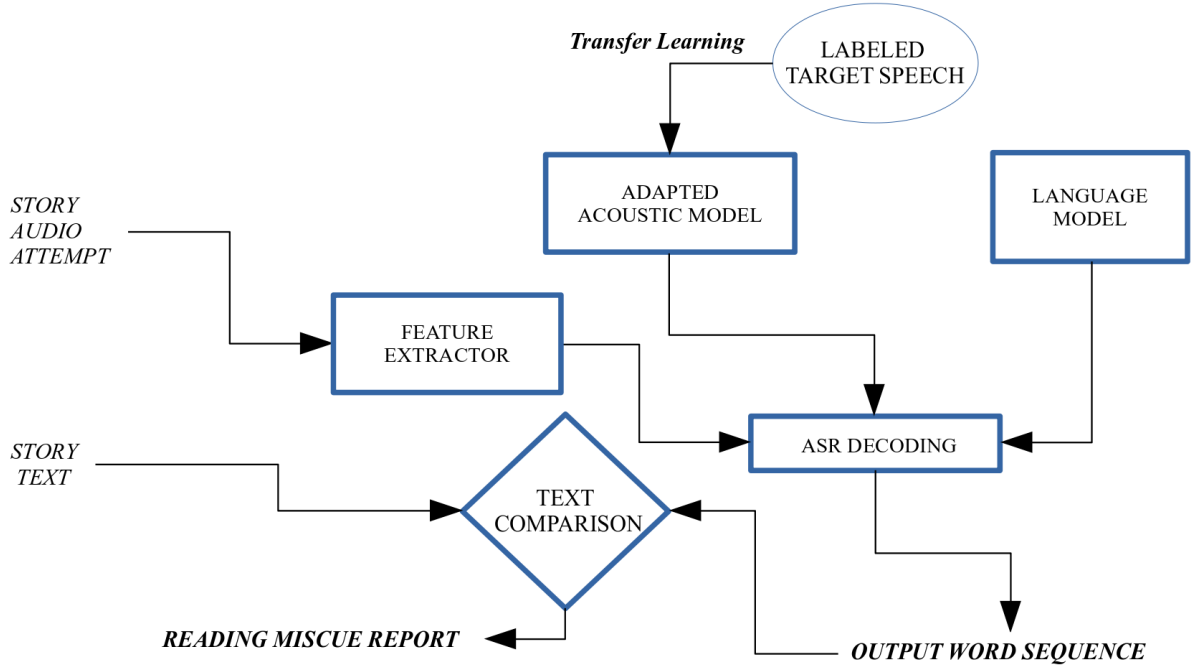 Transfer Learning
LABELED
TARGET SPEECH
ADAPTED
ACOUSTIC MODEL
LANGUAGE
MODEL
STORY
AUDIO
ATTEMPT
FEATURE
EXTRACTOR
ASR DECODING
STORY
TEXT
TEXT
COMPARISON
READING MISCUE REPORT
OUTPUT WORD SEQUENCE